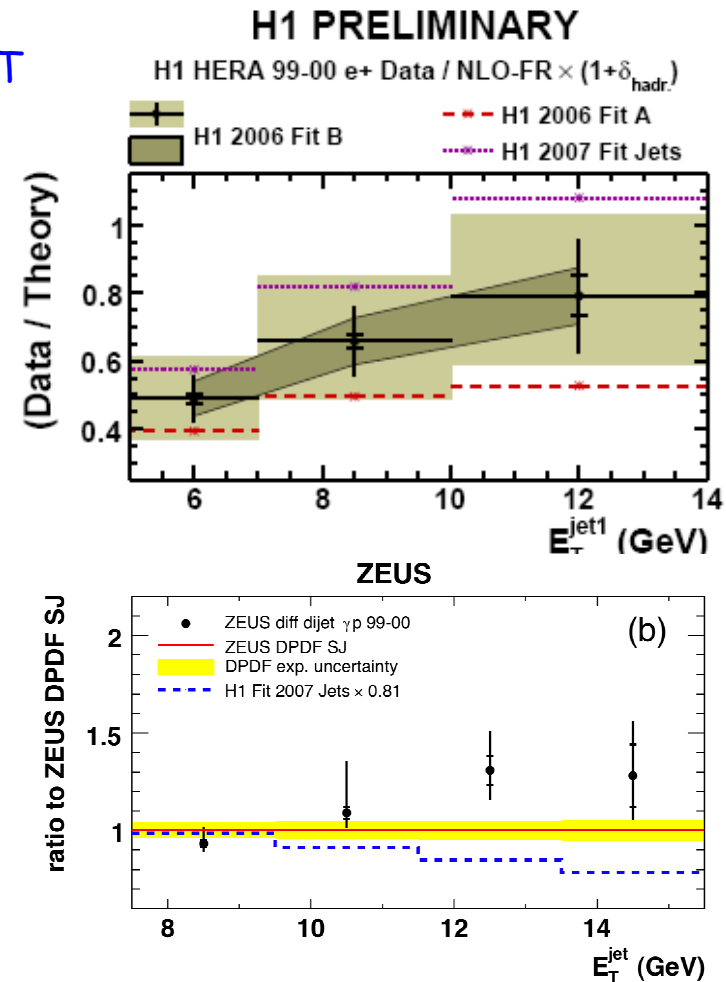 T
H1 PRELIMINARY
H1 HERA 99-00 e+ Data / NLO-FR × (1+δhadr.)
H1 2006 Fit B
H1 2006 Fit A
H1 2007 Fit Jets
(Data / Theory)
1
0.8
0.6
0.4
6 8 10 12 14
E_T^jet1 (GeV)
ZEUS
ratio to ZEUS DPDF SJ
2
1.5
1
ZEUS diff dijet γp 99-00
(b)
ZEUS DPDF SJ
DPDF exp. uncertainty
H1 Fit 2007 Jets × 0.81
8 10 12 14
E_T^jet (GeV)